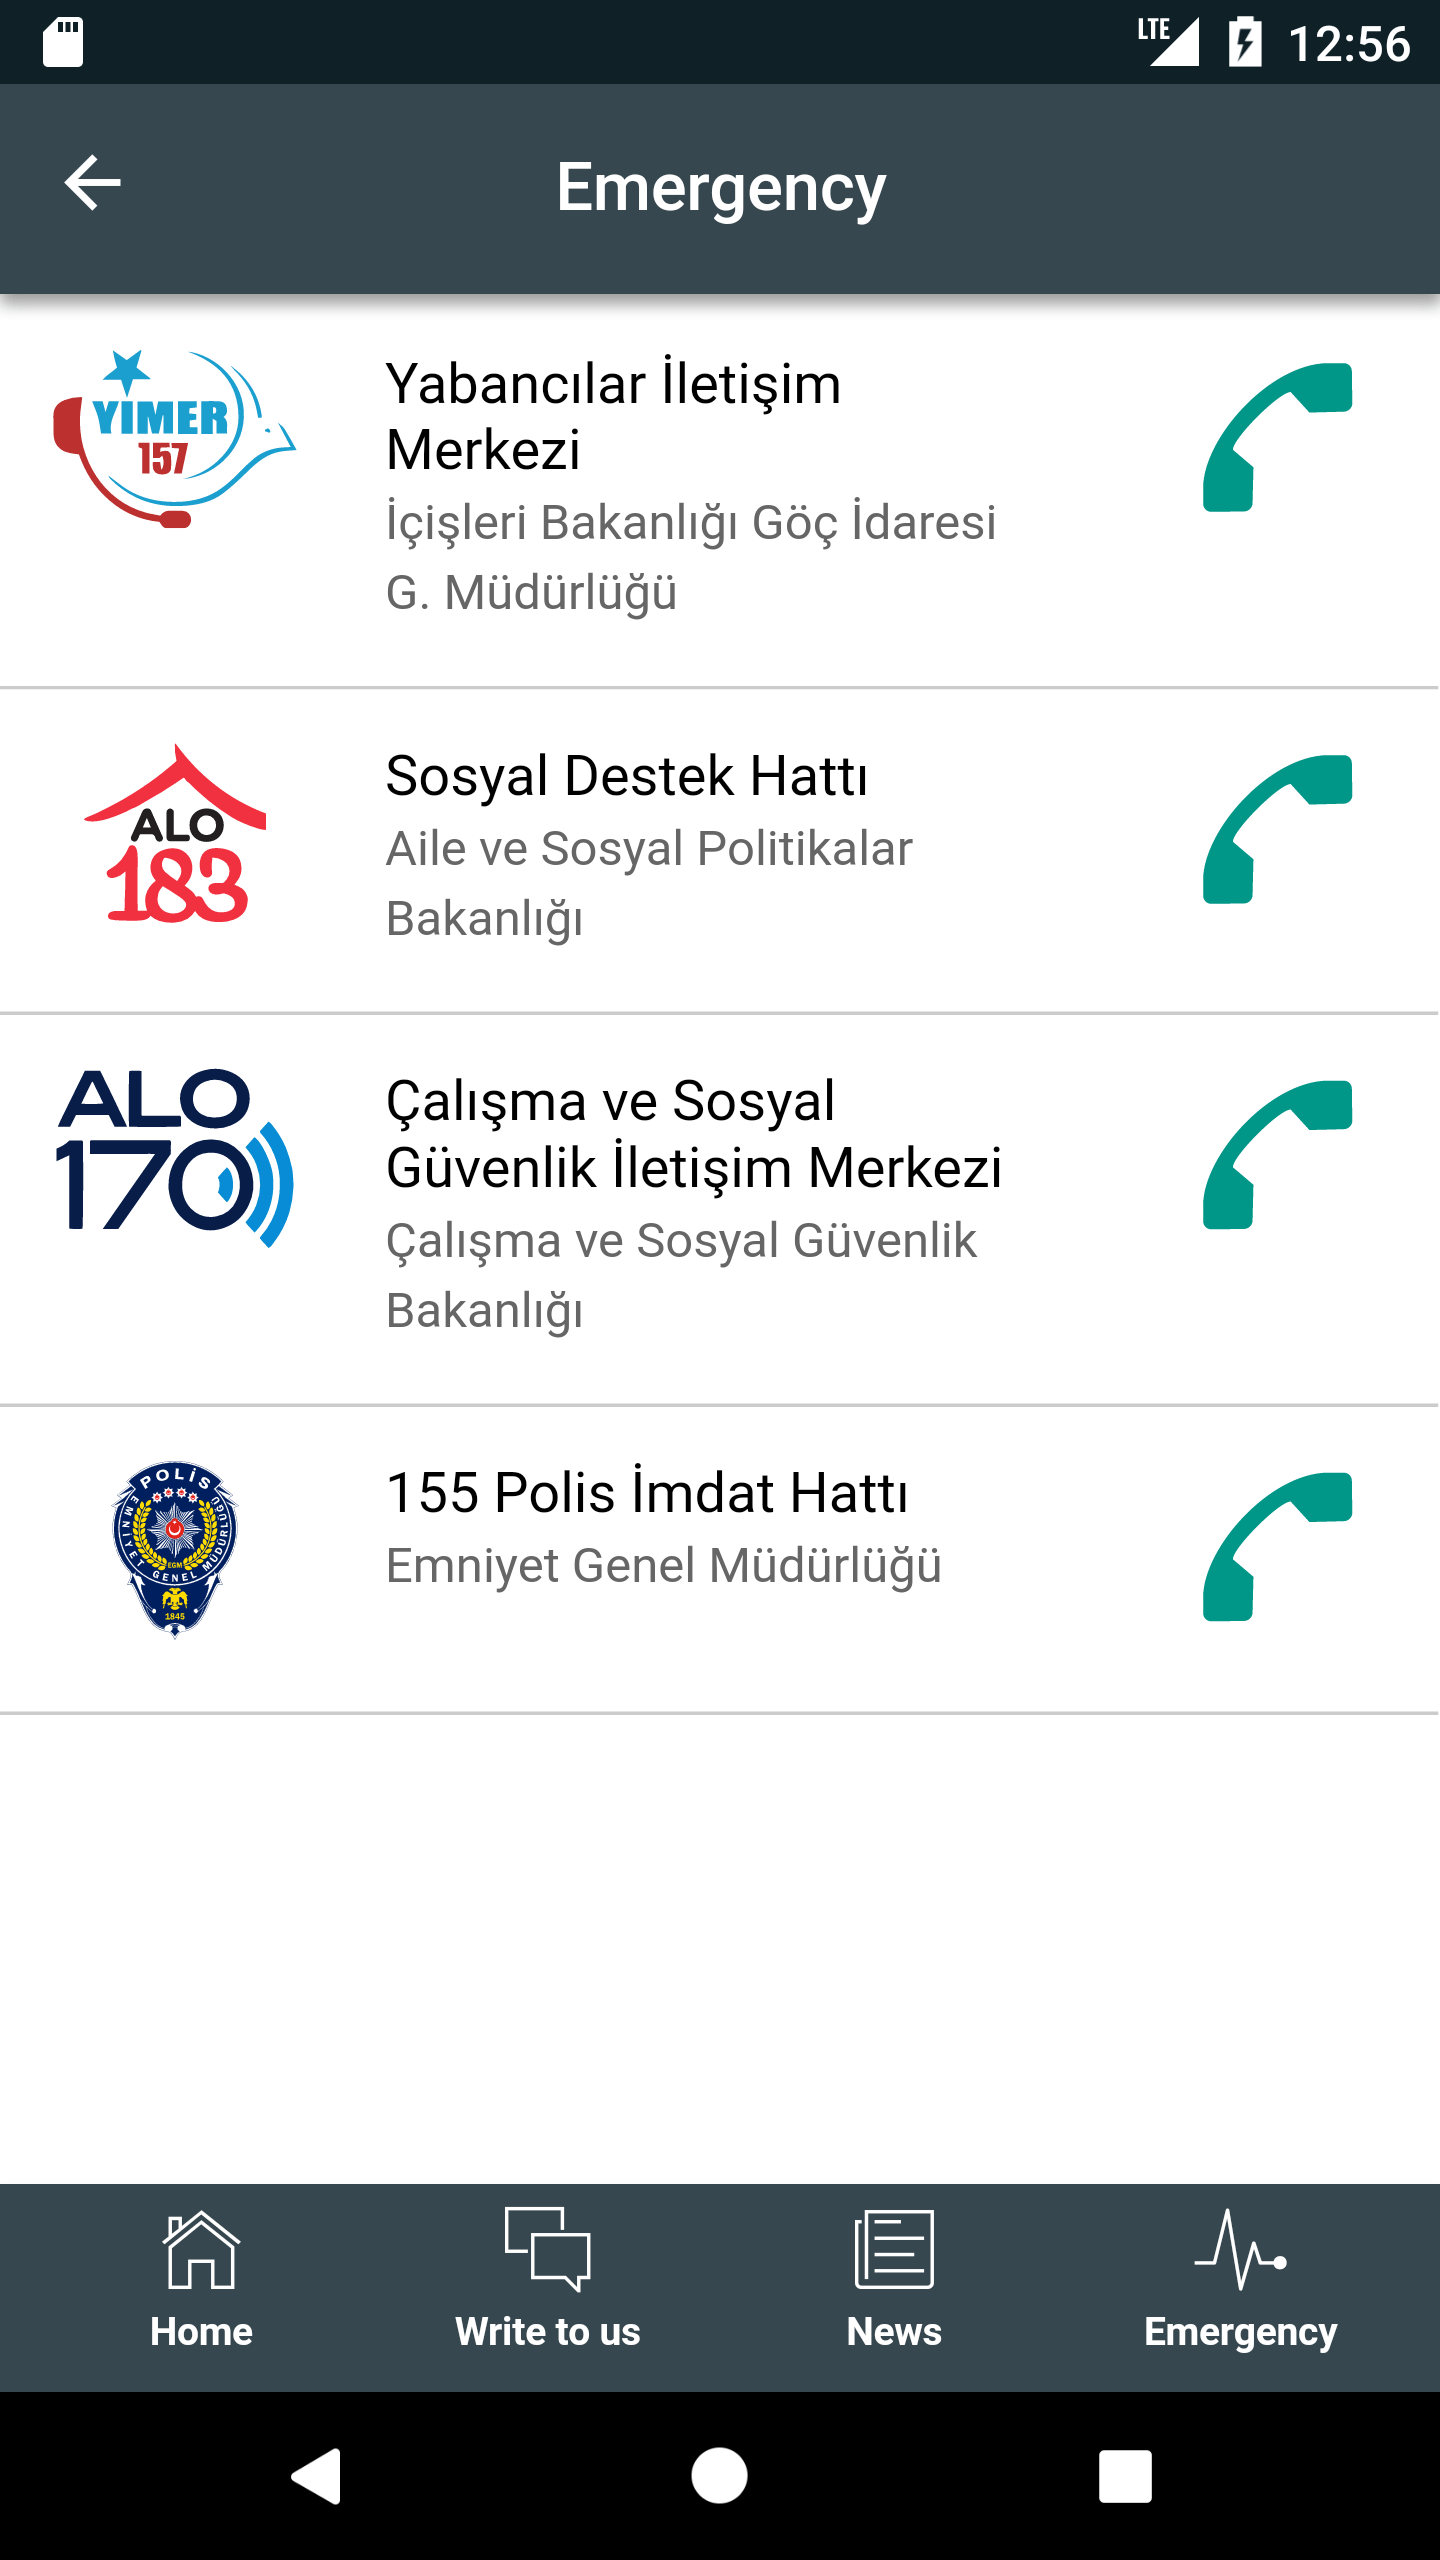 LTE 12:56
Emergency
YIMER
157
Yabancılar İletişim
Merkezi
İçişleri Bakanlığı Göç İdaresi
G. Müdürlüğü
ALO
183
Sosyal Destek Hattı
Aile ve Sosyal Politikalar
Bakanlığı
ALO
170
Çalışma ve Sosyal
Güvenlik İletişim Merkezi
Çalışma ve Sosyal Güvenlik
Bakanlığı
POLİS
EMNİYET GENEL MÜDÜRLÜĞÜ
EGM
1845
155 Polis İmdat Hattı
Emniyet Genel Müdürlüğü
Home
Write to us
News
Emergency